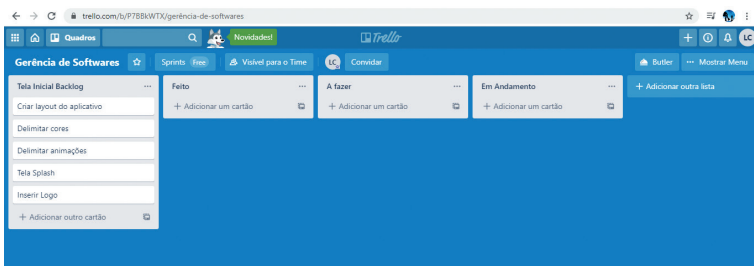 trello.com/b/P7BBkWTX/gerência-de-softwares
Quadros
Novidades!
Trello
LC
Gerência de Softwares
Sprints Free
Visível para o Time
LC
Convidar
Butler
Mostrar Menu
Tela Inicial Backlog
Criar layout do aplicativo
Delimitar cores
Delimitar animações
Tela Splash
Inserir Logo
+ Adicionar outro cartão
Feito
+ Adicionar um cartão
A fazer
+ Adicionar um cartão
Em Andamento
+ Adicionar um cartão
+ Adicionar outra lista